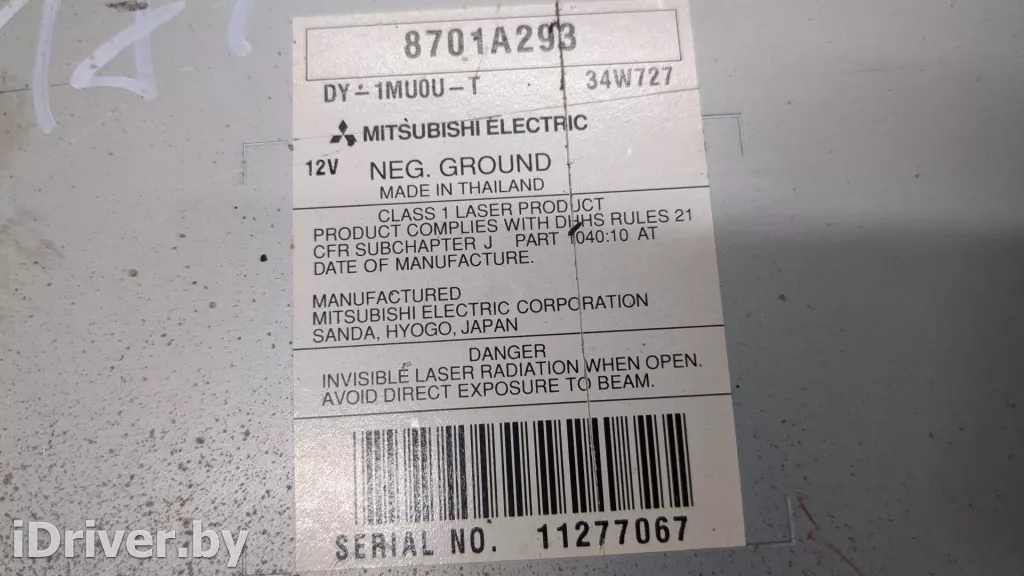 8701A293
DY-1MU0U-T 34W727
MITSUBISHI ELECTRIC
12V NEG. GROUND
MADE IN THAILAND
CLASS 1 LASER PRODUCT
PRODUCT COMPLIES WITH DHHS RULES 21
CFR SUBCHAPTER J PART 1040:10 AT
DATE OF MANUFACTURE.
MANUFACTURED
MITSUBISHI ELECTRIC CORPORATION
SANDA, HYOGO, JAPAN
DANGER
INVISIBLE LASER RADIATION WHEN OPEN.
AVOID DIRECT EXPOSURE TO BEAM.
SERIAL NO. 11277067
iDriver.by